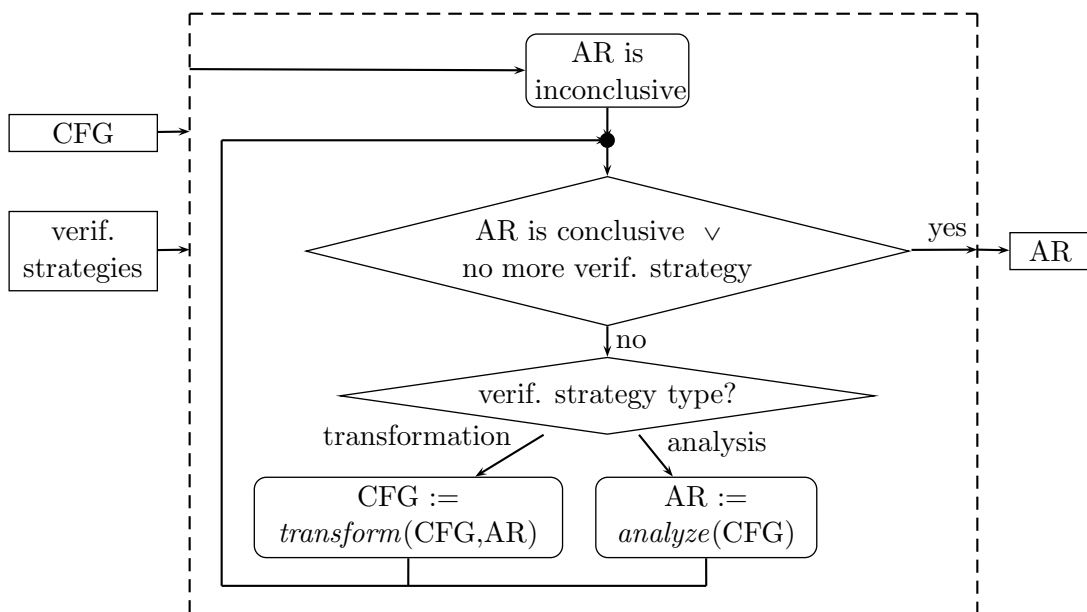 AR is
inconclusive
CFG
verif.
strategies
AR is conclusive ∨
no more verif. strategy
yes
AR
no
verif. strategy type?
transformation
analysis
CFG :=
transform(CFG,AR)
AR :=
analyze(CFG)